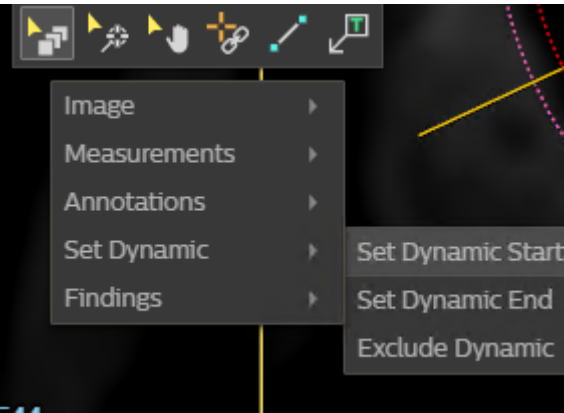 T
Image
Measurements
Annotations
Set Dynamic
Findings
Set Dynamic Start
Set Dynamic End
Exclude Dynamic